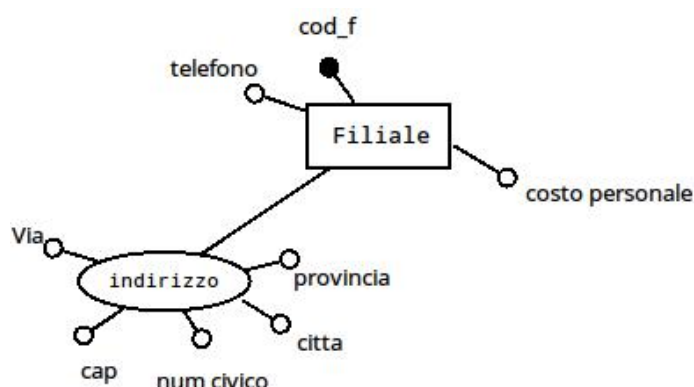 cod_f
telefono
Filiale
costo personale
Via
indirizzo
provincia
citta
cap
num civico